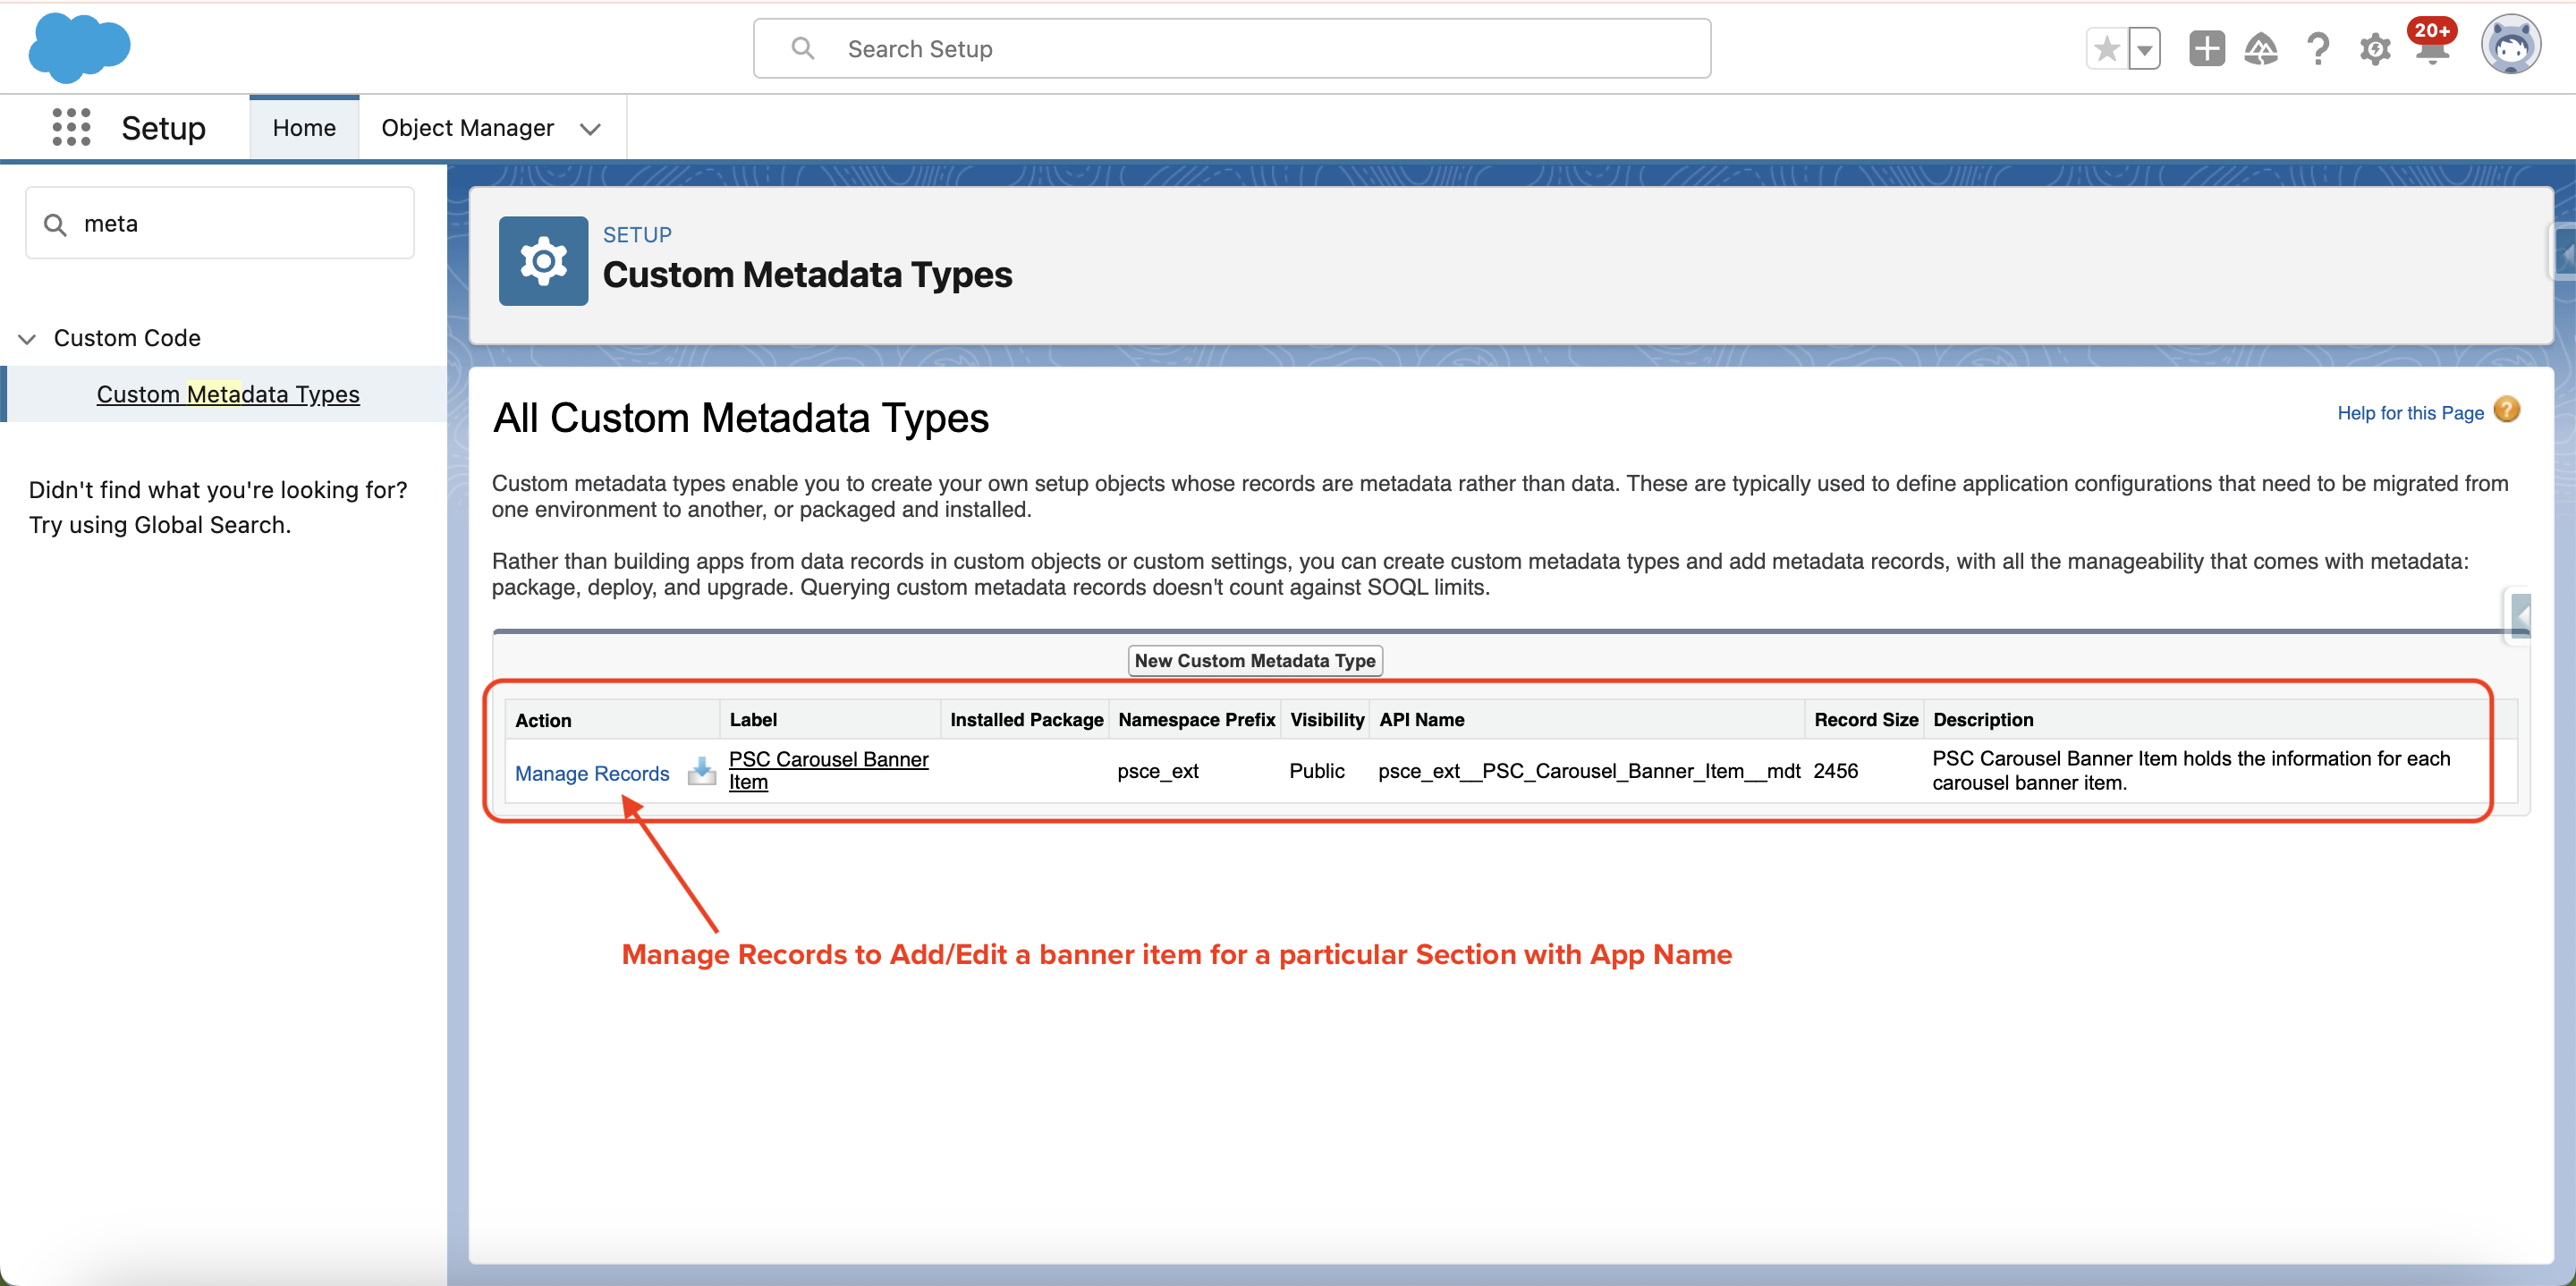 Search Setup
20+
Setup
Home
Object Manager
meta
Custom Code
Custom Metadata Types
Didn't find what you're looking for?
Try using Global Search.
SETUP
Custom Metadata Types
All Custom Metadata Types
Help for this Page
Custom metadata types enable you to create your own setup objects whose records are metadata rather than data. These are typically used to define application configurations that need to be migrated from
one environment to another, or packaged and installed.
Rather than building apps from data records in custom objects or custom settings, you can create custom metadata types and add metadata records, with all the manageability that comes with metadata:
package, deploy, and upgrade. Querying custom metadata records doesn't count against SOQL limits.
New Custom Metadata Type
Action Label Installed Package Namespace Prefix Visibility API Name Record Size Description
Manage Records PSC Carousel Banner Item psce_ext Public psce_ext__PSC_Carousel_Banner_Item__mdt 2456 PSC Carousel Banner Item holds the information for each
carousel banner item.
Manage Records to Add/Edit a banner item for a particular Section with App Name